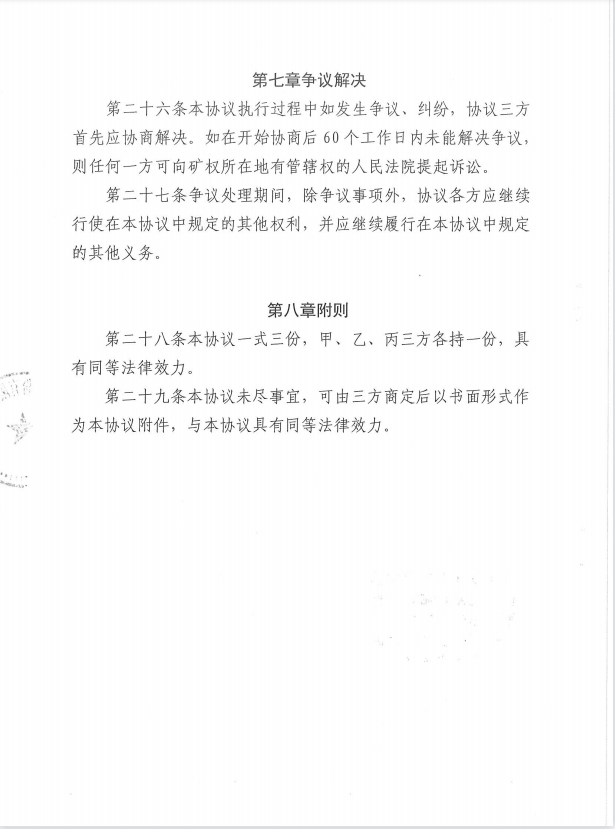 第七章争议解决
第二十六条本协议执行过程中如发生争议、纠纷，协议三方
首先应协商解决。如在开始协商后60个工作日内未能解决争议，
则任何一方可向矿权所在地有管辖权的人民法院提起诉讼。
第二十七条争议处理期间，除争议事项外，协议各方应继续
行使在本协议中规定的其他权利，并应继续履行在本协议中规定
的其他义务。
第八章附则
第二十八条本协议一式三份，甲、乙、丙三方各持一份，具
有同等法律效力。
第二十九条本协议未尽事宜，可由三方商定后以书面形式作
为本协议附件，与本协议具有同等法律效力。